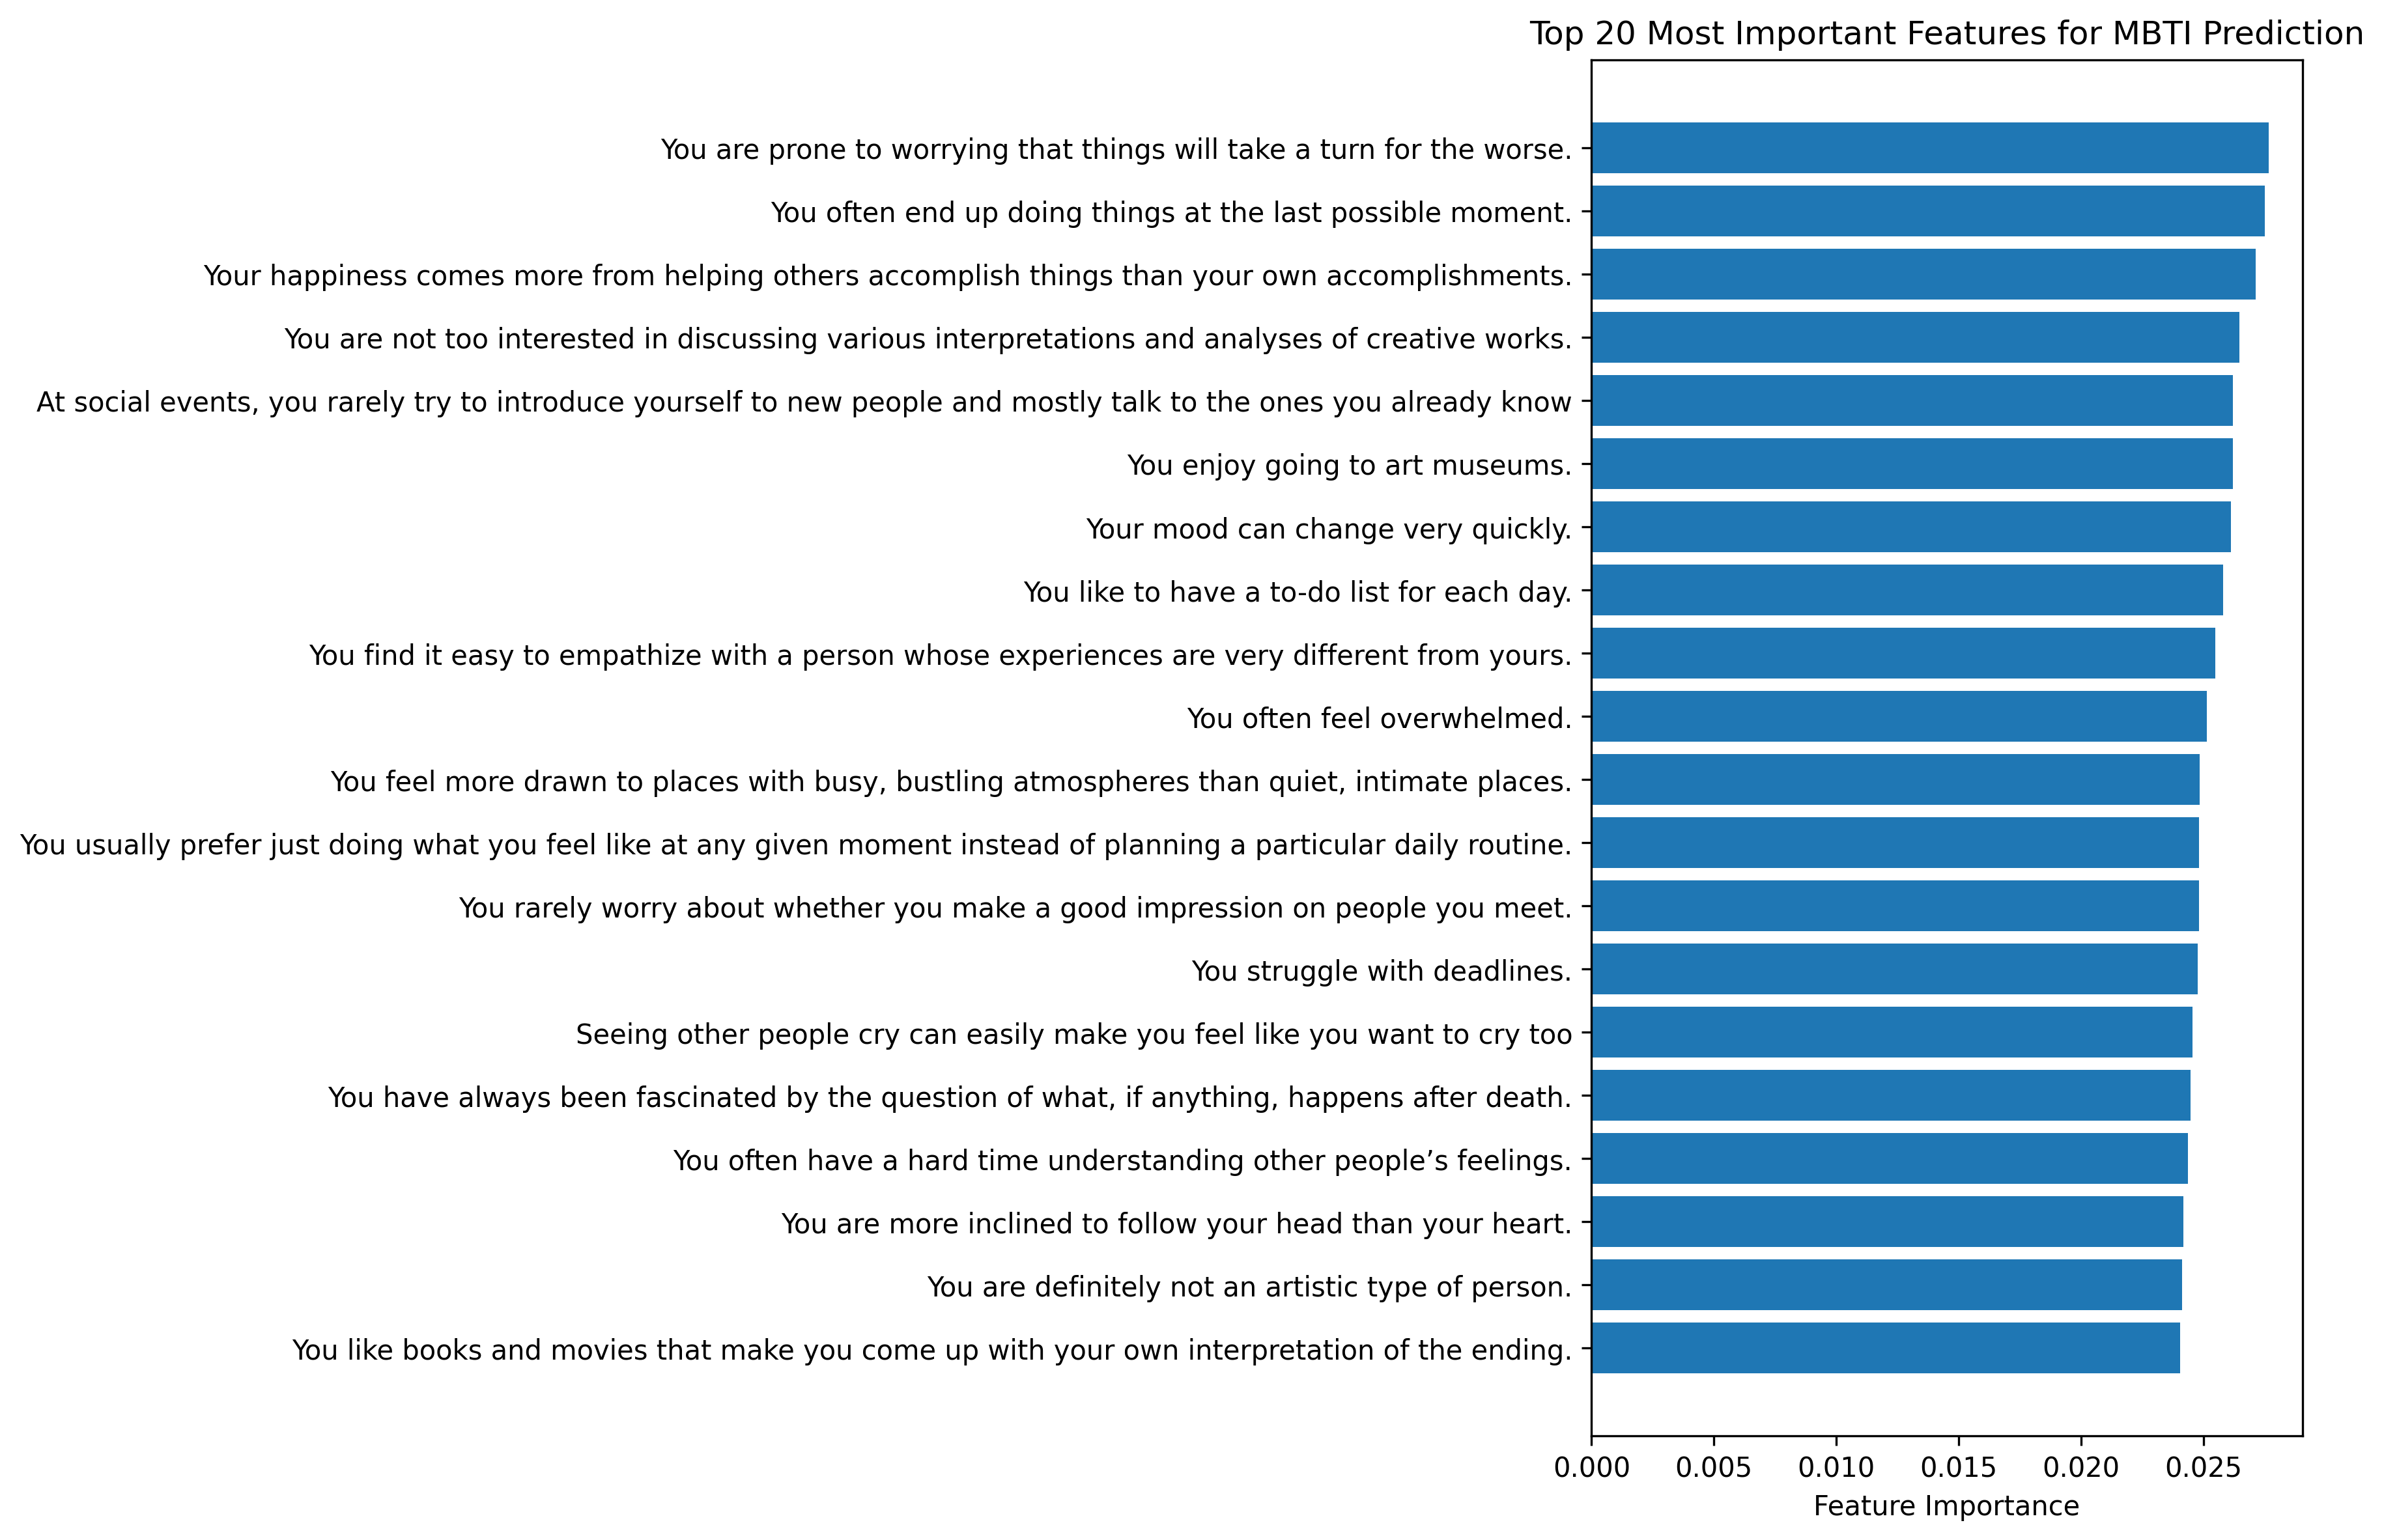 Top 20 Most Important Features for MBTI Prediction
You are prone to worrying that things will take a turn for the worse.
You often end up doing things at the last possible moment.
Your happiness comes more from helping others accomplish things than your own accomplishments.
You are not too interested in discussing various interpretations and analyses of creative works.
At social events, you rarely try to introduce yourself to new people and mostly talk to the ones you already know
You enjoy going to art museums.
Your mood can change very quickly.
You like to have a to-do list for each day.
You find it easy to empathize with a person whose experiences are very different from yours.
You often feel overwhelmed.
You feel more drawn to places with busy, bustling atmospheres than quiet, intimate places.
You usually prefer just doing what you feel like at any given moment instead of planning a particular daily routine.
You rarely worry about whether you make a good impression on people you meet.
You struggle with deadlines.
Seeing other people cry can easily make you feel like you want to cry too
You have always been fascinated by the question of what, if anything, happens after death.
You often have a hard time understanding other people’s feelings.
You are more inclined to follow your head than your heart.
You are definitely not an artistic type of person.
You like books and movies that make you come up with your own interpretation of the ending.
0.000 0.005 0.010 0.015 0.020 0.025
Feature Importance